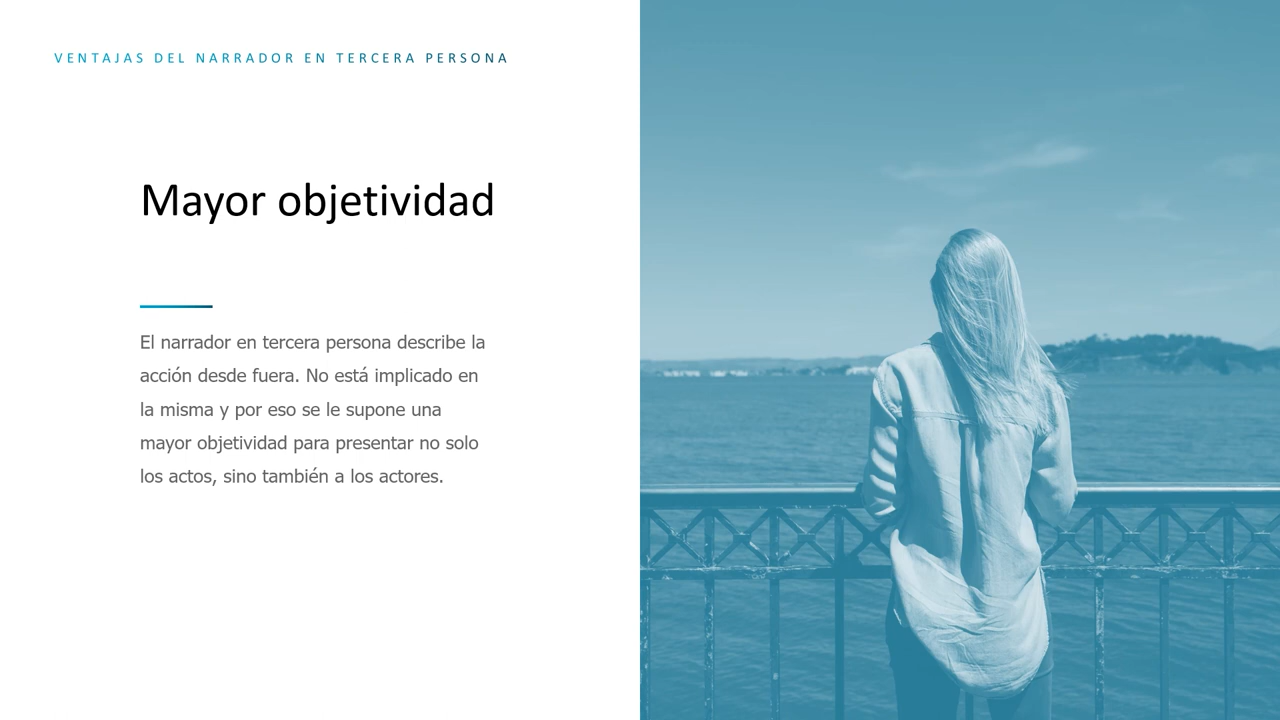 VENTAJAS DEL NARRADOR EN TERCERA PERSONA
Mayor objetividad
El narrador en tercera persona describe la
acción desde fuera. No está implicado en
la misma y por eso se le supone una
mayor objetividad para presentar no solo
los actos, sino también a los actores.